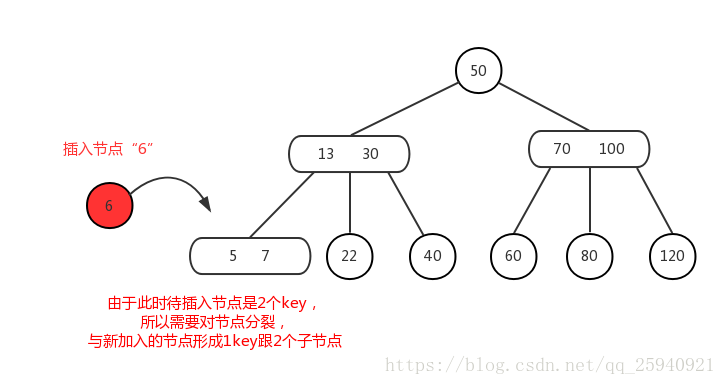 50
13 30
70 100
插入节点“6”
6
5 7
22
40
60
80
120
由于此时待插入节点是2个key，
所以需要对节点分裂，
与新加入的节点形成1key跟2个子节点
https://blog.csdn.net/qq_25940921